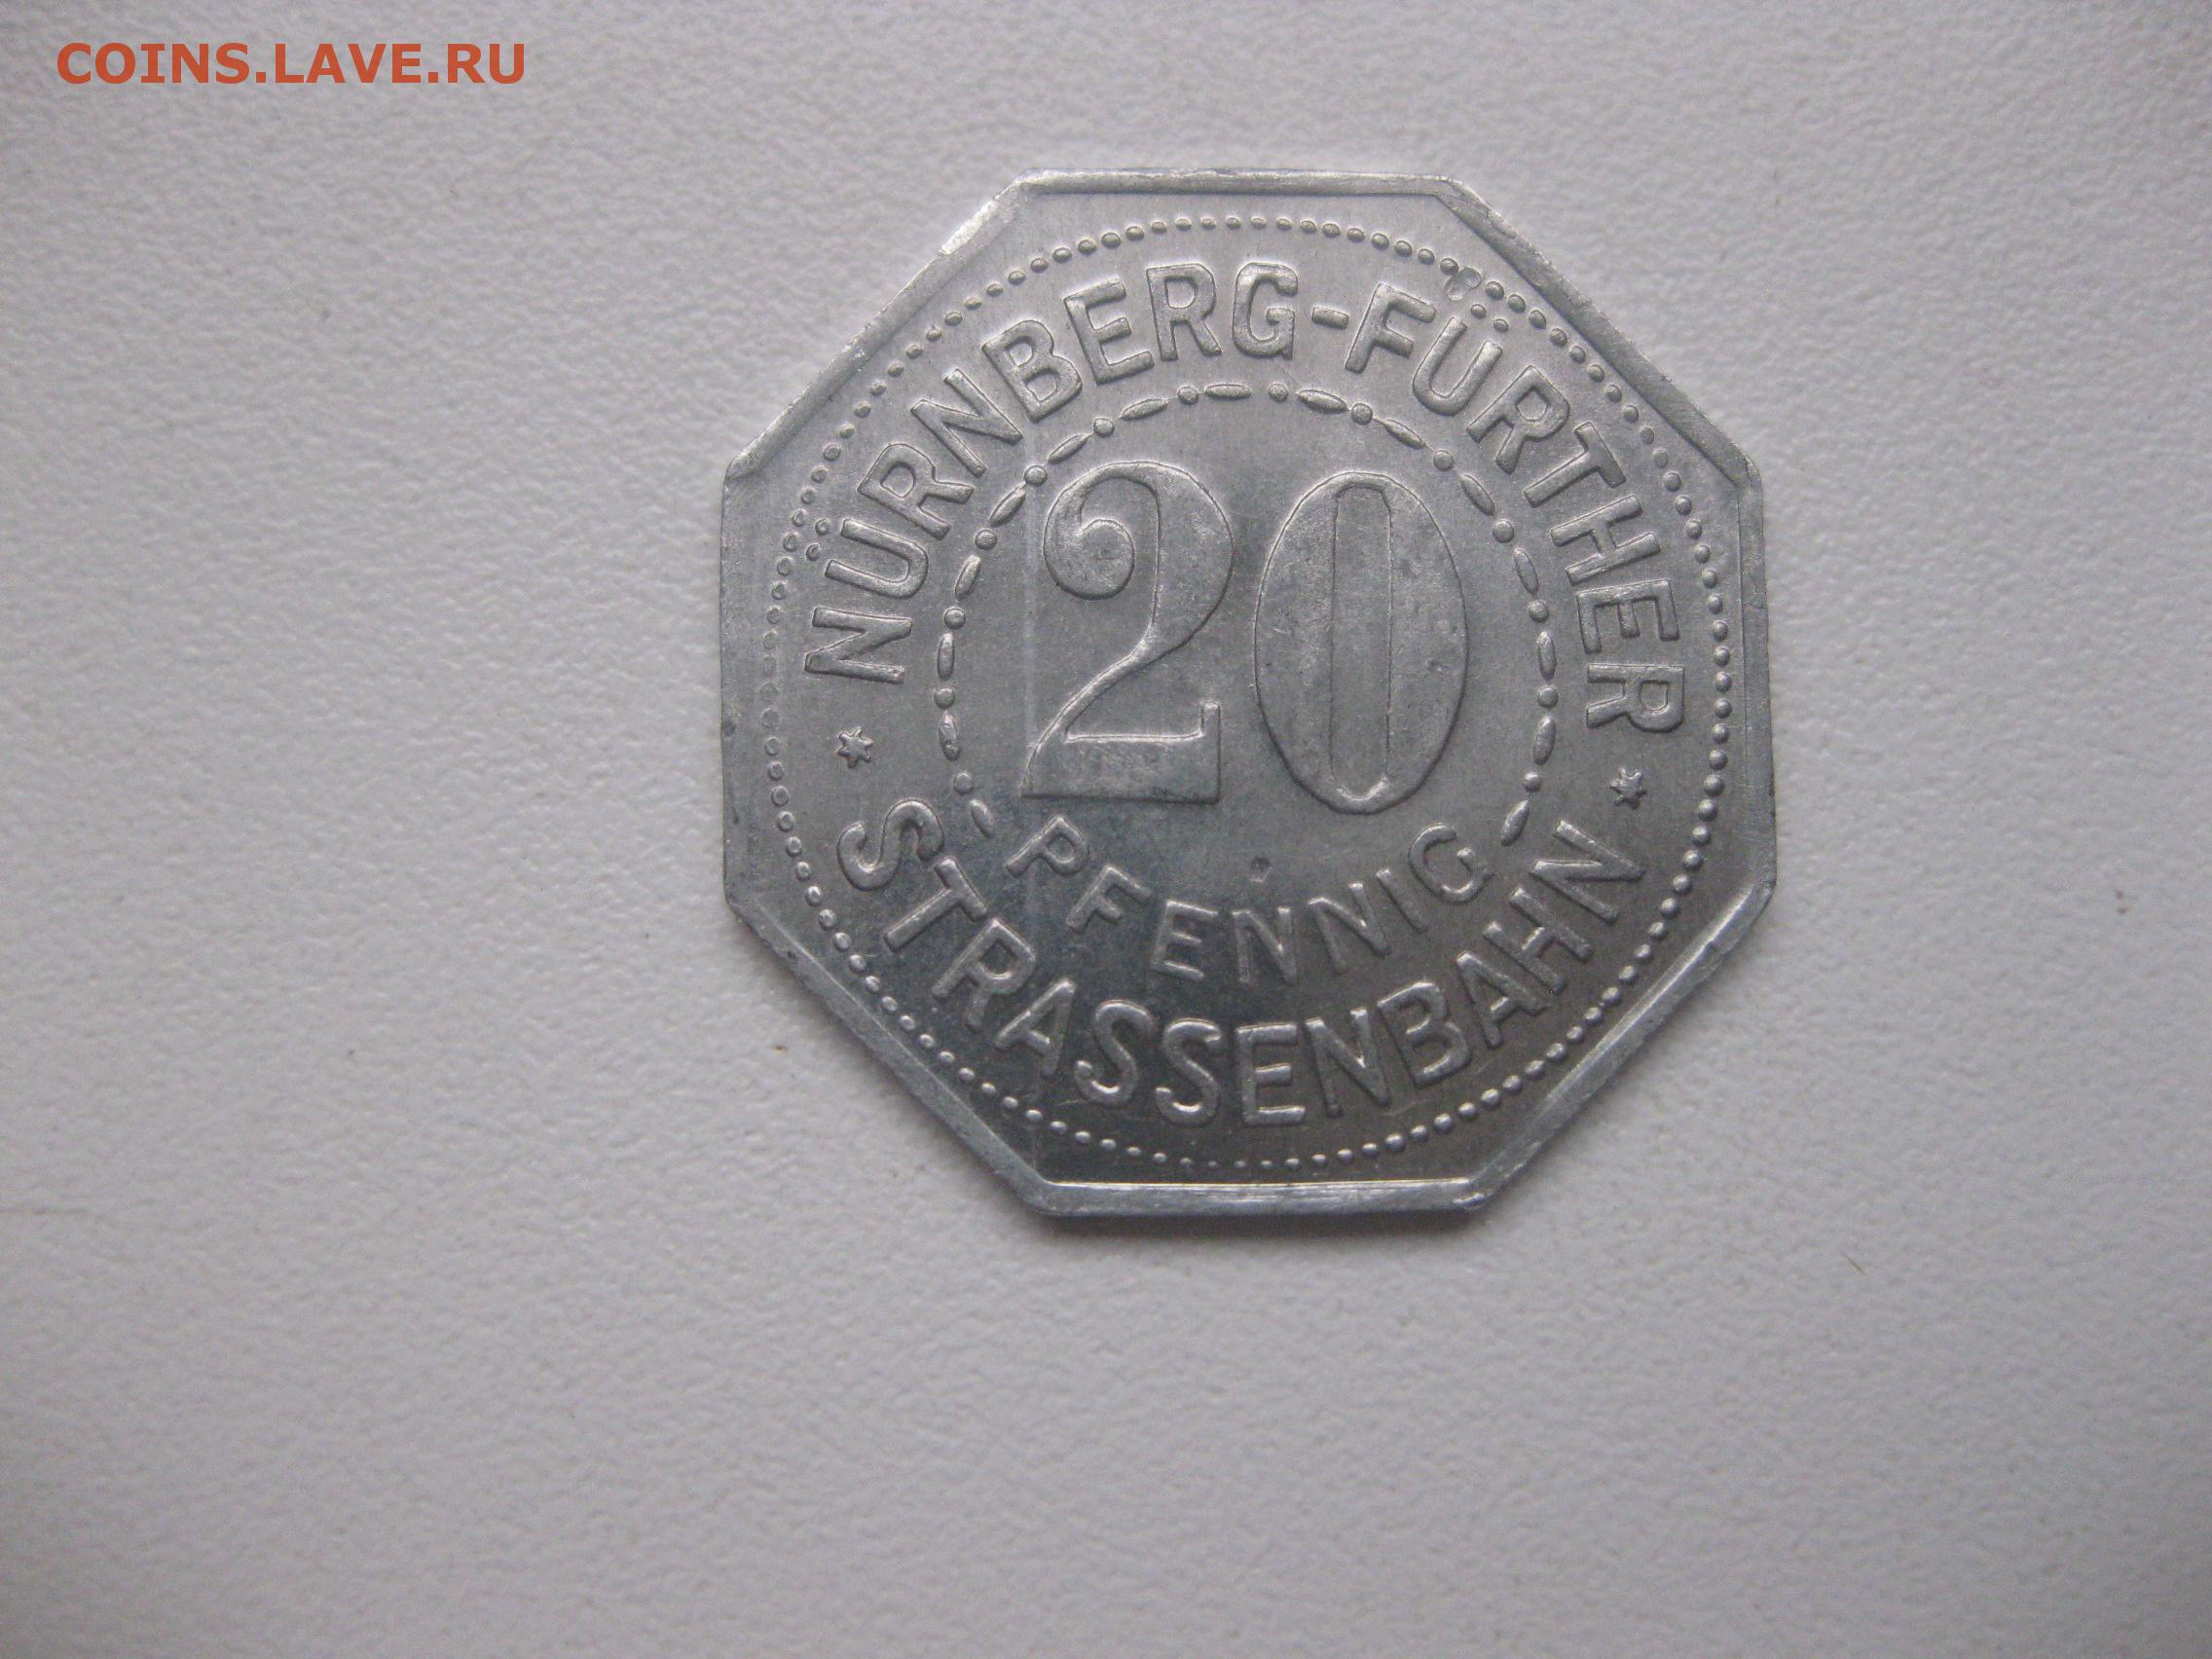 COINS.LAVE.RU
NÜRNBERG-FÜRTHER
20
PFENNIG
STRASSENBAHN